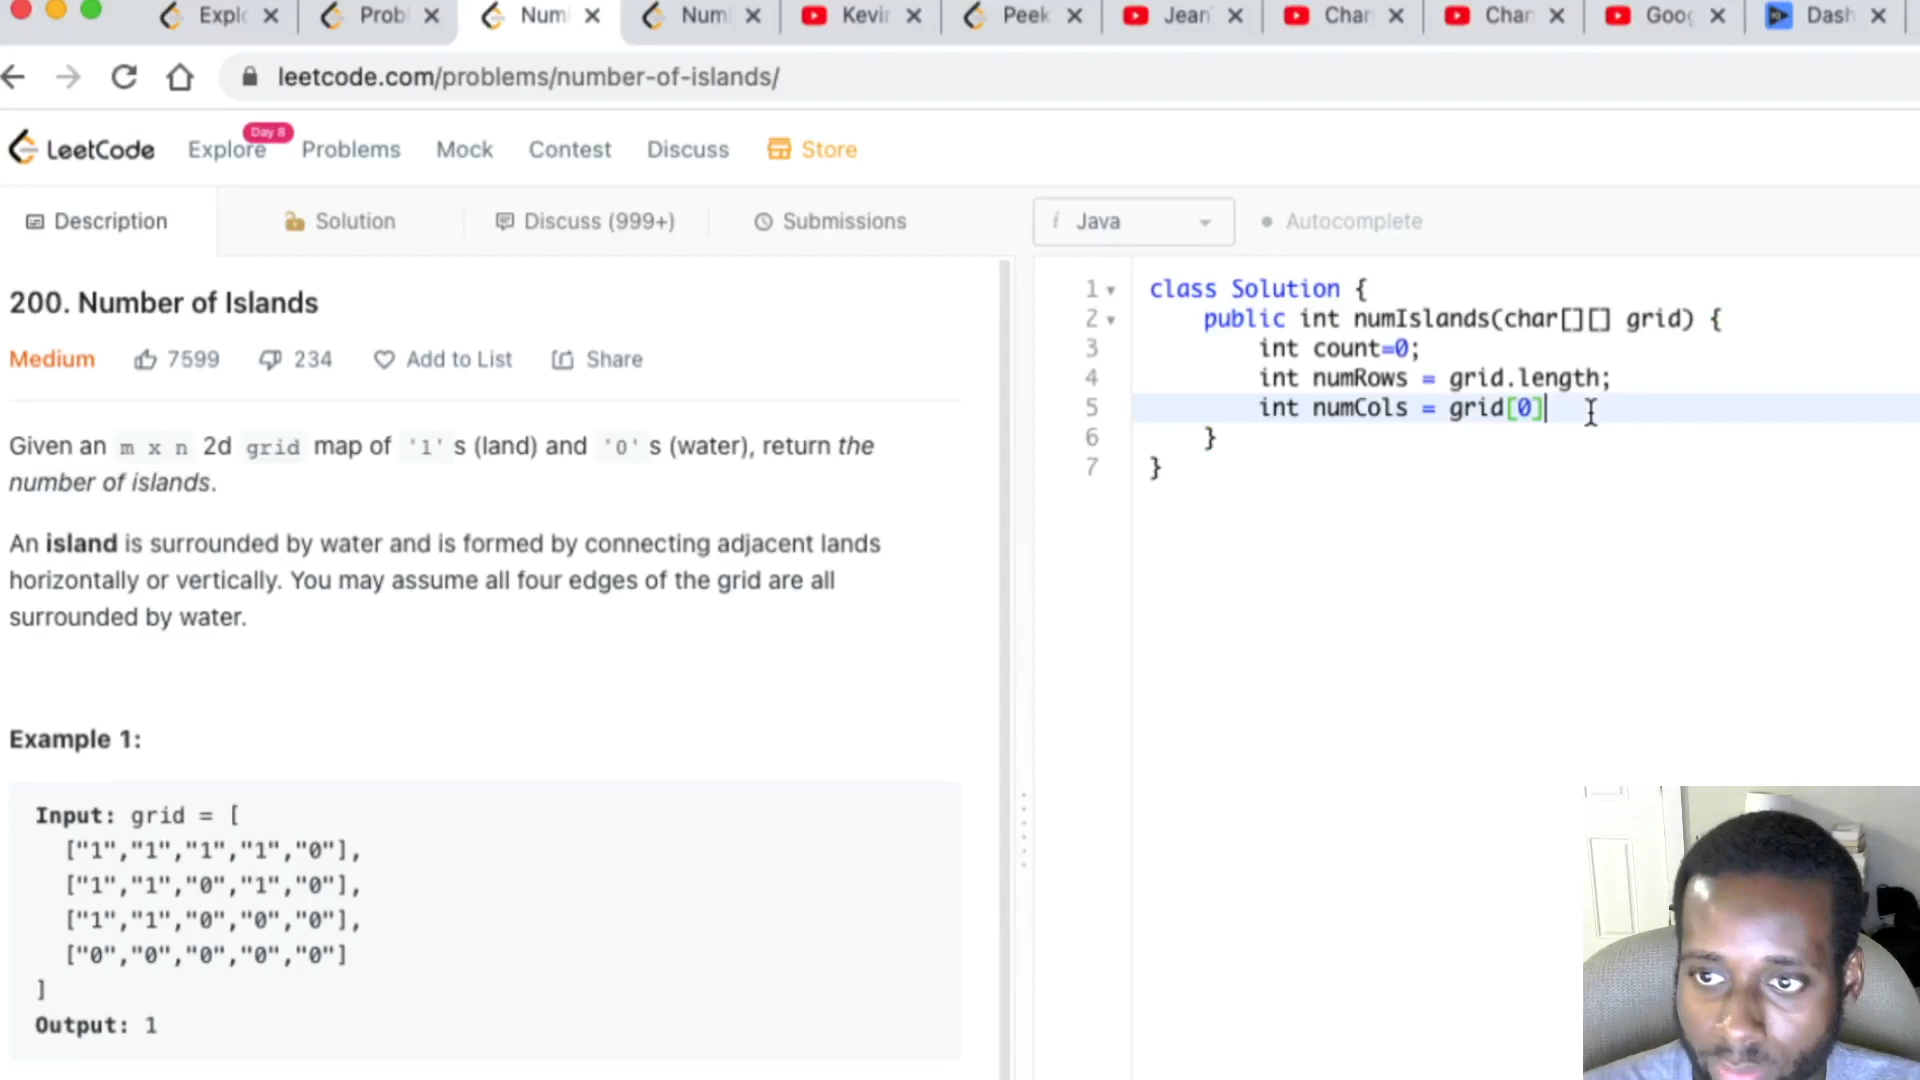 Explo
Probl
Num
Num
Kevin
Peek
Jean
Char
Char
Goog
Dash
leetcode.com/problems/number-of-islands/
LeetCode
Explore
Day 8
Problems
Mock
Contest
Discuss
Store
Description
Solution
Discuss (999+)
Submissions
i Java
Autocomplete
200. Number of Islands
Medium
7599
234
Add to List
Share
Given an m x n 2d grid map of '1' s (land) and '0' s (water), return the
number of islands.
An island is surrounded by water and is formed by connecting adjacent lands
horizontally or vertically. You may assume all four edges of the grid are all
surrounded by water.
Example 1:
Input: grid = [
["1","1","1","1","0"],
["1","1","0","1","0"],
["1","1","0","0","0"],
["0","0","0","0","0"]
]
Output: 1
1 class Solution {
2 public int numIslands(char[][] grid) {
3 int count=0;
4 int numRows = grid.length;
5 int numCols = grid[0]
6 }
7 }